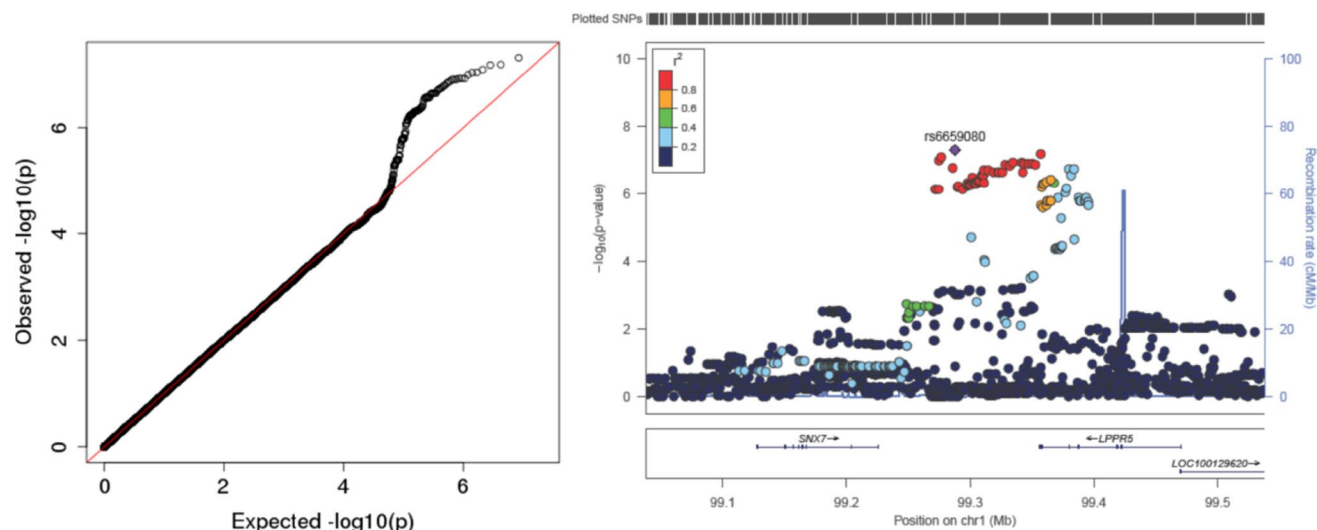 Observed -log10(p)
6
4
2
0
0 2 4 6
Expected -log10(p)
Plotted SNPs
10
8
6
4
2
0
−log10(p−value)
r2
0.8
0.6
0.4
0.2
rs6659080
100
80
60
40
20
0
Recombination rate (cM/Mb)
SNX7→
←LPPR5
LOC100129620→
99.1 99.2 99.3 99.4 99.5
Position on chr1 (Mb)